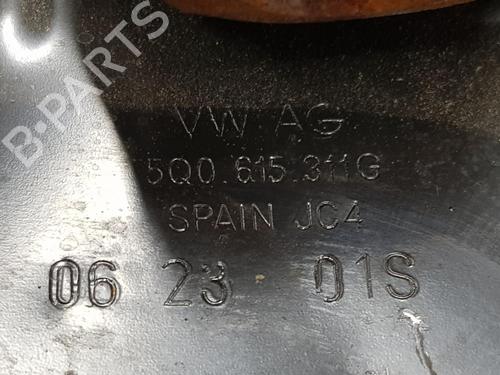 VW AG
5Q0 615 311G
SPAIN JC4
06 23 01S
B-PARTS